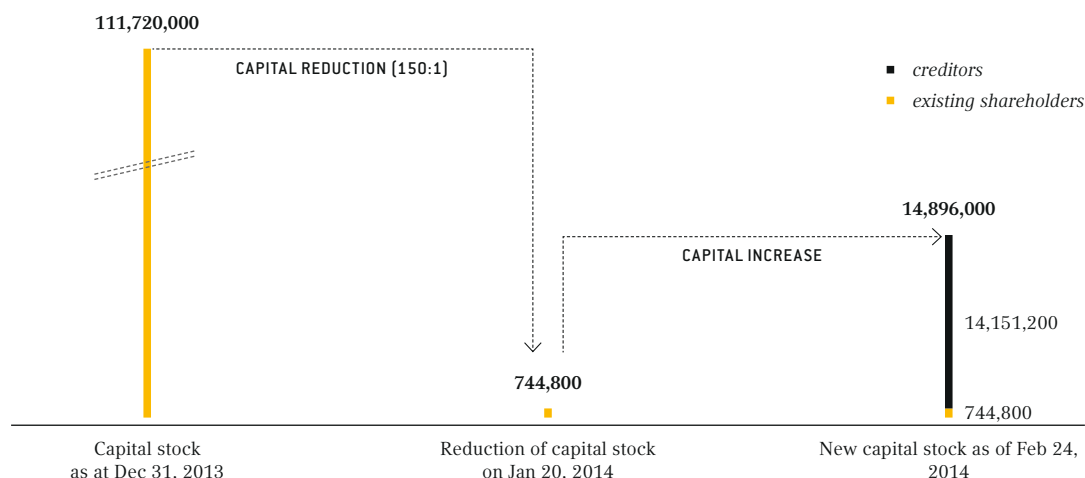 111,720,000
CAPITAL REDUCTION (150:1)
creditors
existing shareholders
14,896,000
CAPITAL INCREASE
14,151,200
744,800
744,800
Capital stock
as at Dec 31. 2013
Reduction of capital stock
on Jan 20. 2014
New capital stock as of Feb 24,
2014